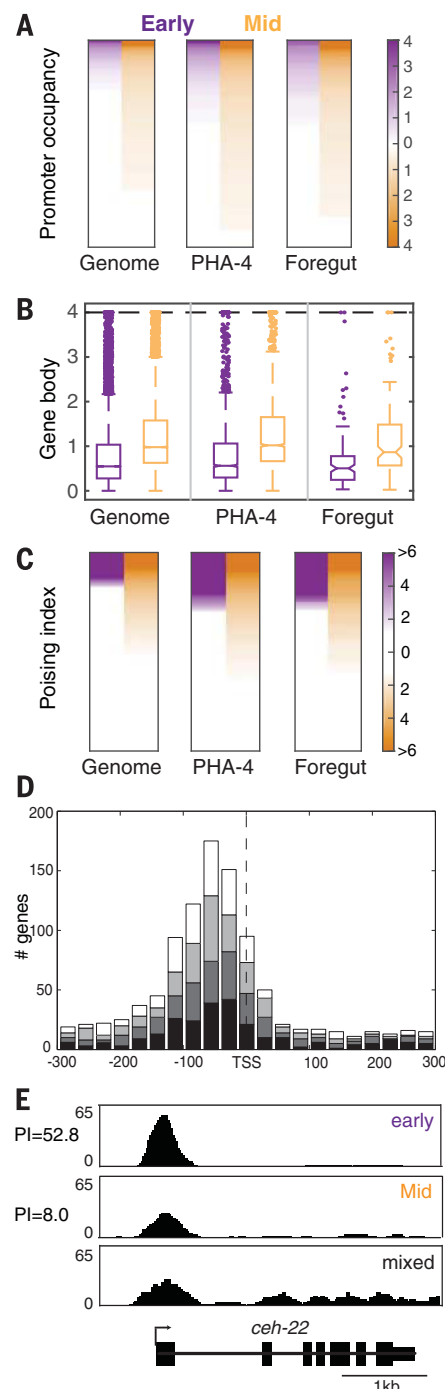 A
Early Mid
Promoter occupancy
4
3
2
1
0
1
2
3
4
Genome PHA-4 Foregut
B
Gene body
4
3
2
1
0
Genome PHA-4 Foregut
C
Poising index
>6
4
2
0
2
4
>6
Genome PHA-4 Foregut
D
# genes
200
150
100
50
0
-300 -200 -100 TSS 100 200 300
E
65
PI=52.8 early
0
65
PI=8.0 Mid
0
65
mixed
0
ceh-22
1kb